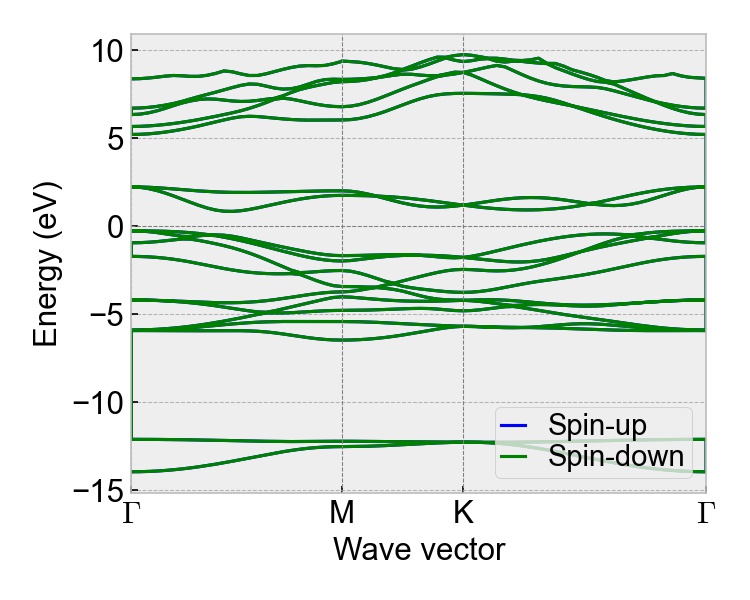 Energy (eV)
10
5
0
−5
−10
−15
Spin-up
Spin-down
Γ
M
K
Γ
Wave vector